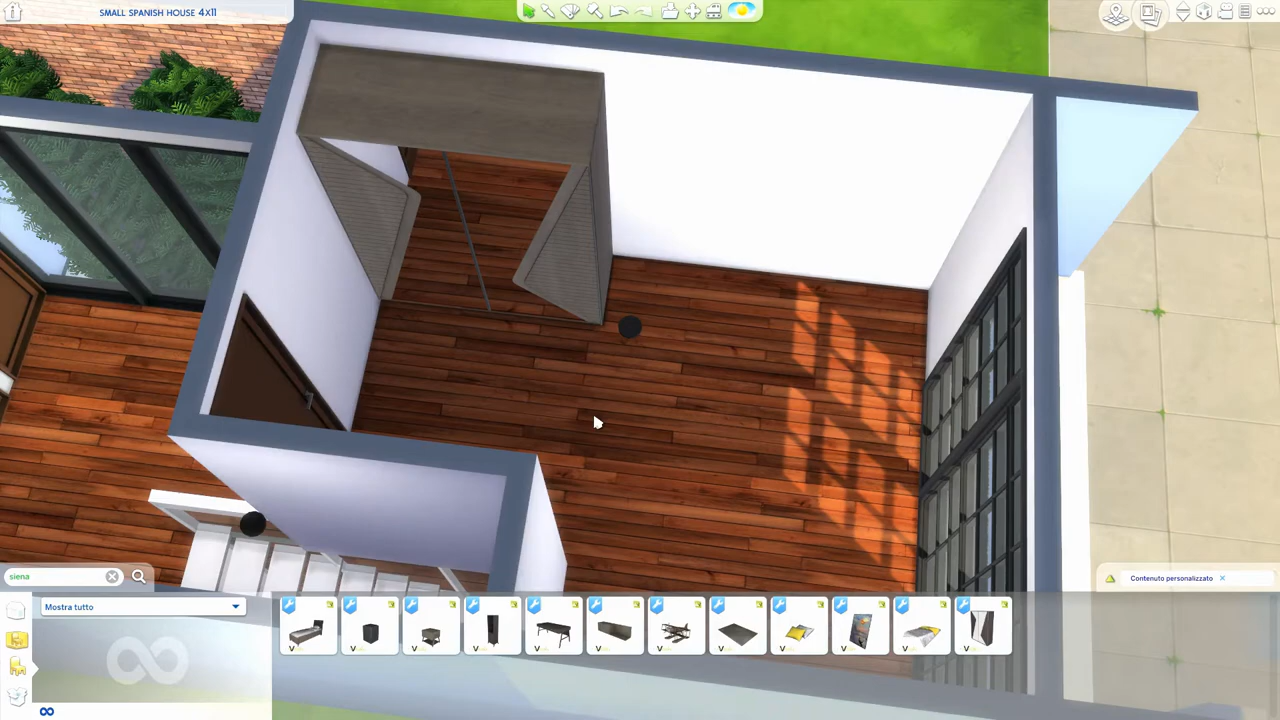 SMALL SPANISH HOUSE 4X11
siena
Contenuto personalizzato
Mostra tutto